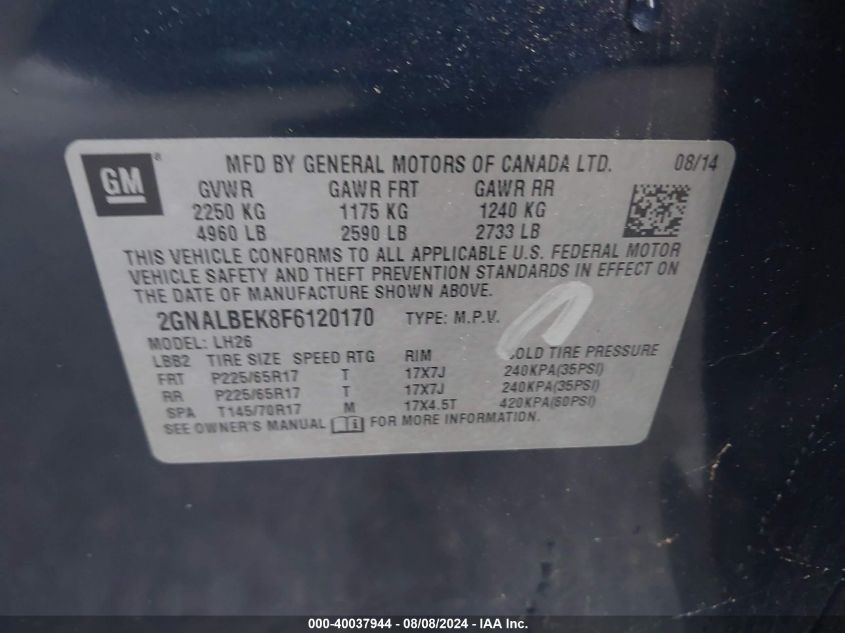 GM ® MFD BY GENERAL MOTORS OF CANADA LTD. 08/14
GVWR GAWR FRT GAWR RR
2250 KG 1175 KG 1240 KG
4960 LB 2590 LB 2733 LB
THIS VEHICLE CONFORMS TO ALL APPLICABLE U.S. FEDERAL MOTOR
VEHICLE SAFETY AND THEFT PREVENTION STANDARDS IN EFFECT ON
THE DATE OF MANUFACTURE SHOWN ABOVE.
2GNALBEK8F6120170 TYPE: M.P.V.
MODEL: LH26
LBB2 TIRE SIZE SPEED RTG RIM OLD TIRE PRESSURE
FRT P225/65R17 T 17X7J 240KPA(35PSI)
RR P225/65R17 T 17X7J 240KPA(35PSI)
SPA T145/70R17 M 17X4.5T 420KPA(60PSI)
SEE OWNER'S MANUAL FOR MORE INFORMATION.
000-40037944 - 08/08/2024 - IAA Inc.